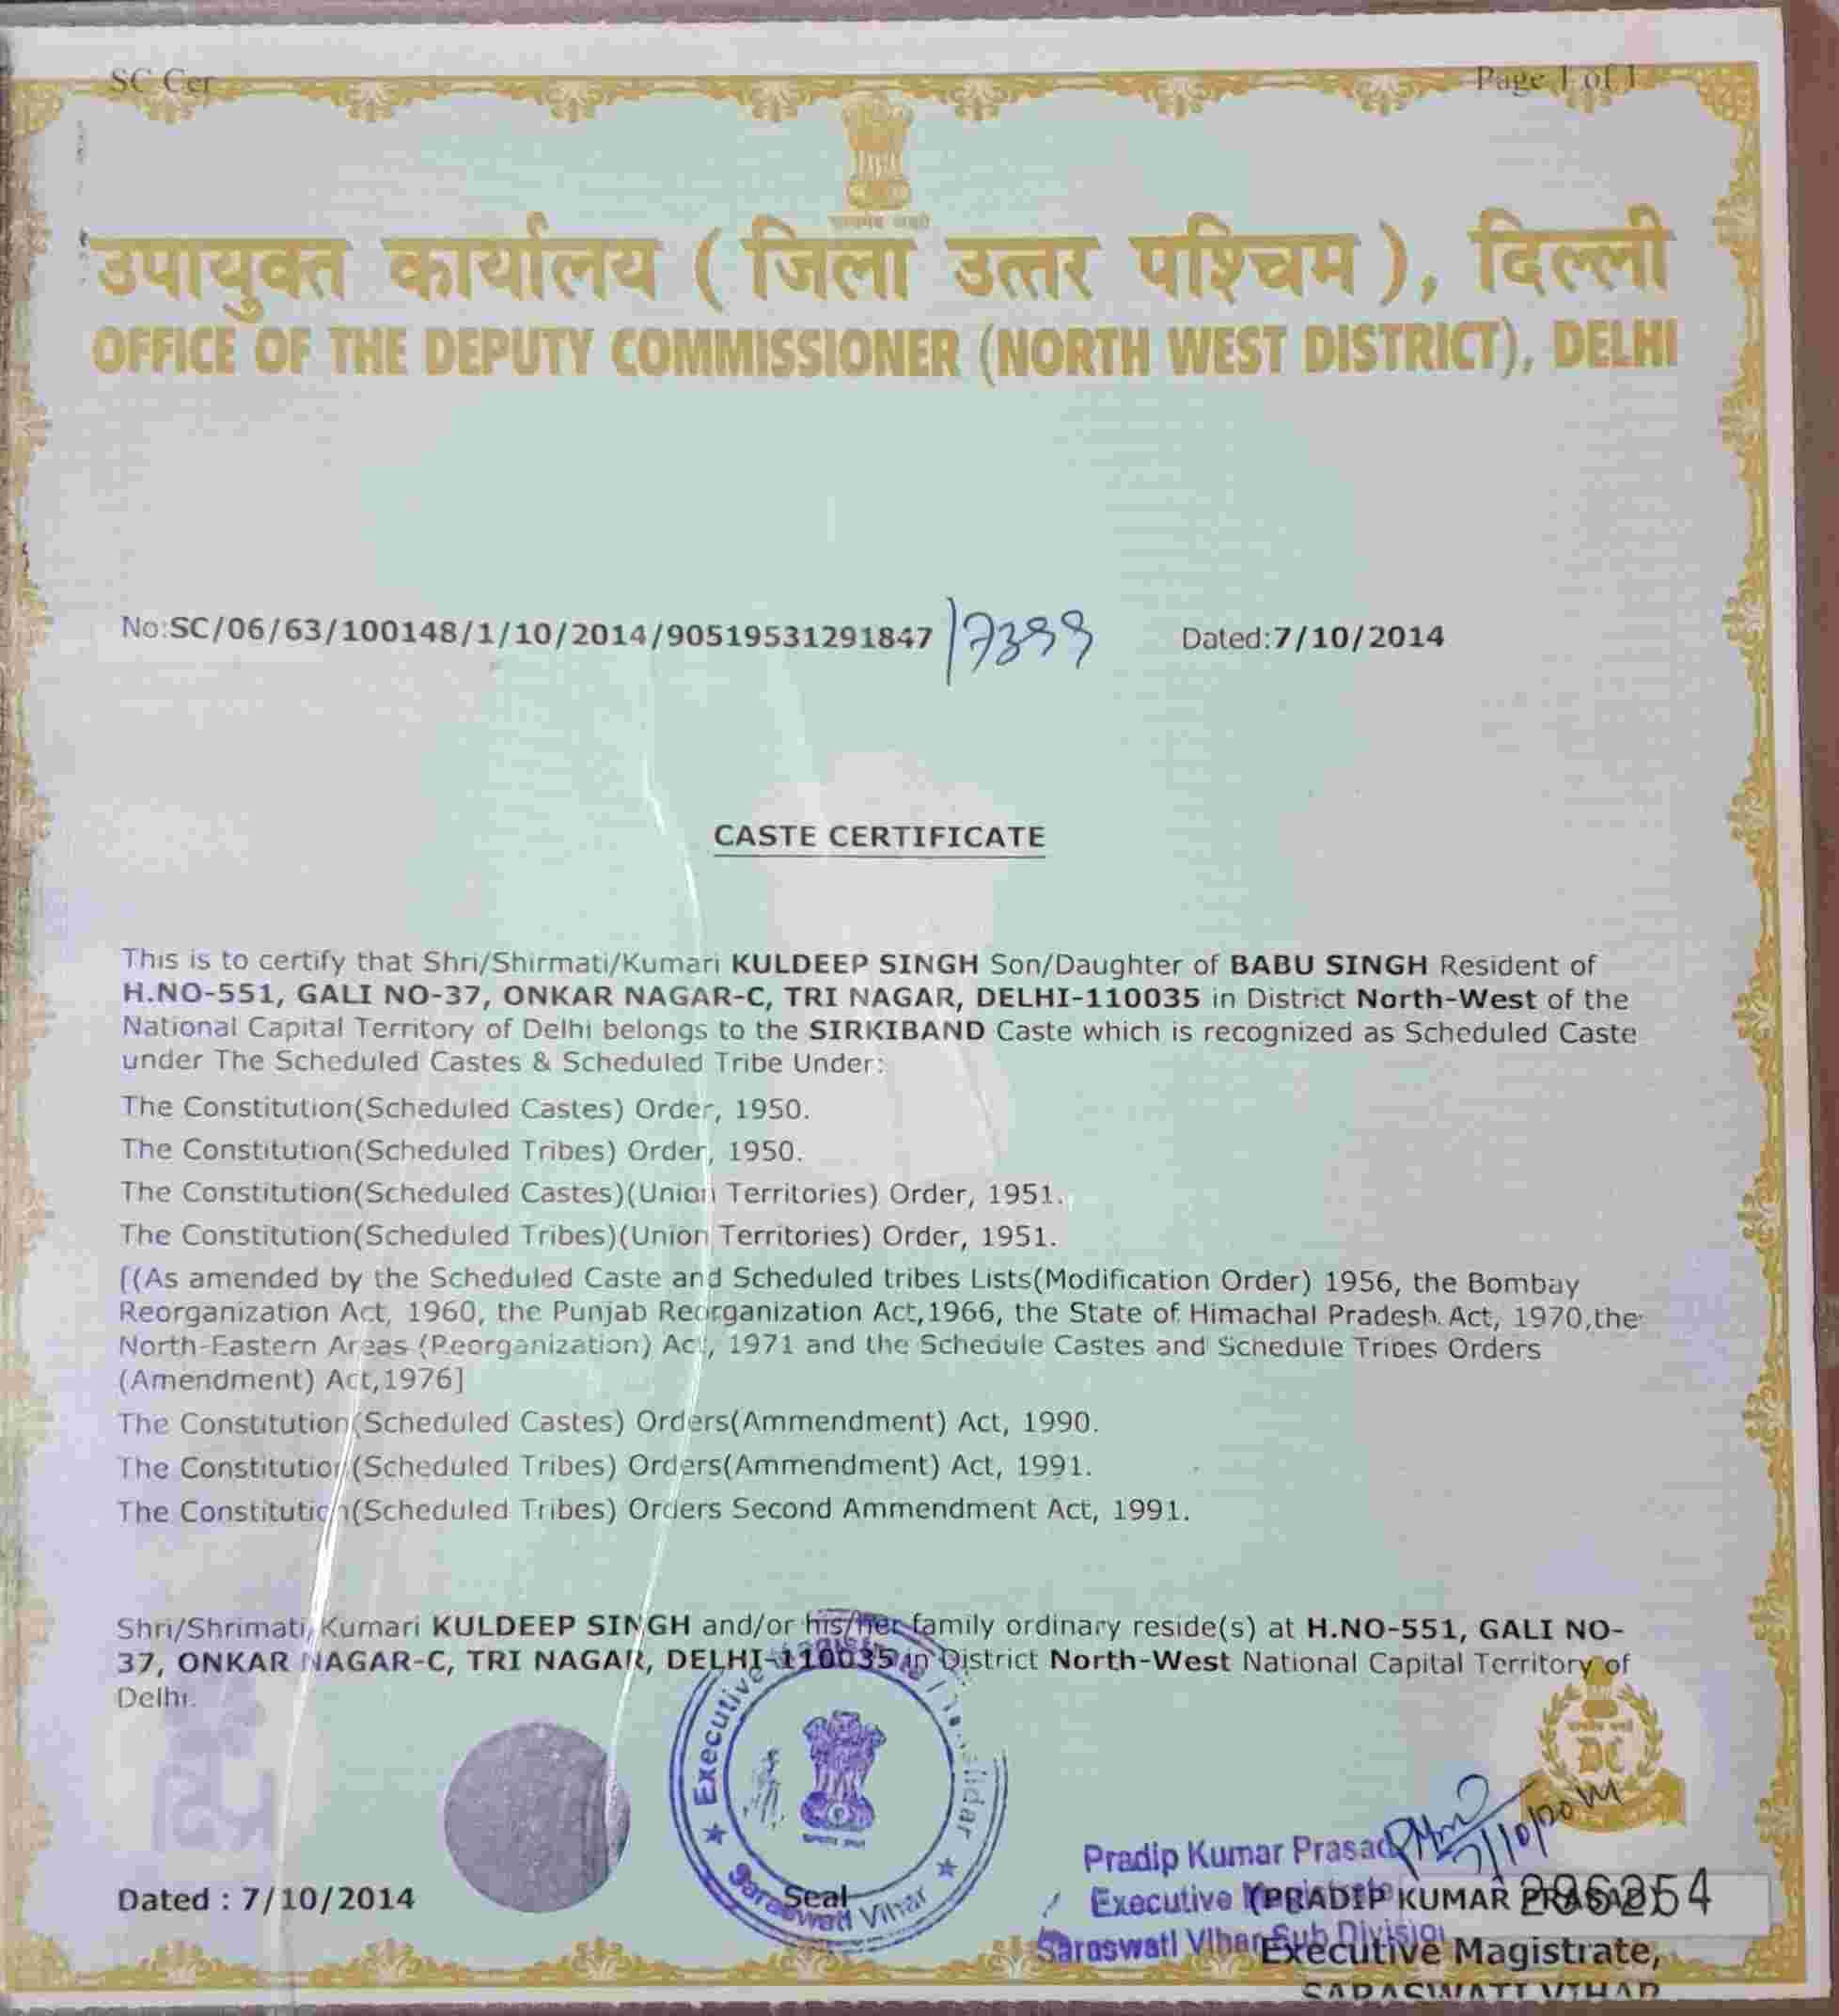 SC Cer
Page 1 of 1
उपायुक्त कार्यालय ( जिला उत्तर पश्चिम ), दिल्ली
OFFICE OF THE DEPUTY COMMISSIONER (NORTH WEST DISTRICT), DELHI
No:SC/06/63/100148/1/10/2014/90519531291847 /7399 Dated:7/10/2014
CASTE CERTIFICATE
This is to certify that Shri/Shirmati/Kumari KULDEEP SINGH Son/Daughter of BABU SINGH Resident of
H.NO-551, GALI NO-37, ONKAR NAGAR-C, TRI NAGAR, DELHI-110035 in District North-West of the
National Capital Territory of Delhi belongs to the SIRKIBAND Caste which is recognized as Scheduled Caste
under The Scheduled Castes & Scheduled Tribe Under:
The Constitution(Scheduled Castes) Order, 1950.
The Constitution(Scheduled Tribes) Order, 1950.
The Constitution(Scheduled Castes)(Union Territories) Order, 1951.
The Constitution(Scheduled Tribes)(Union Territories) Order, 1951.
[(As amended by the Scheduled Caste and Scheduled tribes Lists(Modification Order) 1956, the Bombay
Reorganization Act, 1960, the Punjab Reorganization Act,1966, the State of Himachal Pradesh Act, 1970,the
North-Eastern Areas (Reorganization) Act, 1971 and the Schedule Castes and Schedule Tribes Orders
(Amendment) Act,1976]
The Constitution(Scheduled Castes) Orders(Ammendment) Act, 1990.
The Constitution(Scheduled Tribes) Orders(Ammendment) Act, 1991.
The Constitution(Scheduled Tribes) Orders Second Ammendment Act, 1991.
Shri/Shrimati/Kumari KULDEEP SINGH and/or his/her family ordinary reside(s) at H.NO-551, GALI NO-
37, ONKAR NAGAR-C, TRI NAGAR, DELHI-110035 in District North-West National Capital Territory of
Delhi.
DC
Executive
Saraswati Vihar
Seal
Dated : 7/10/2014
Pradip Kumar Prasad
Executive Magistrate
Saraswati Vihar Sub Division
(PRADIP KUMAR PRASAD)
Executive Magistrate,
SARASWATI VIHAR